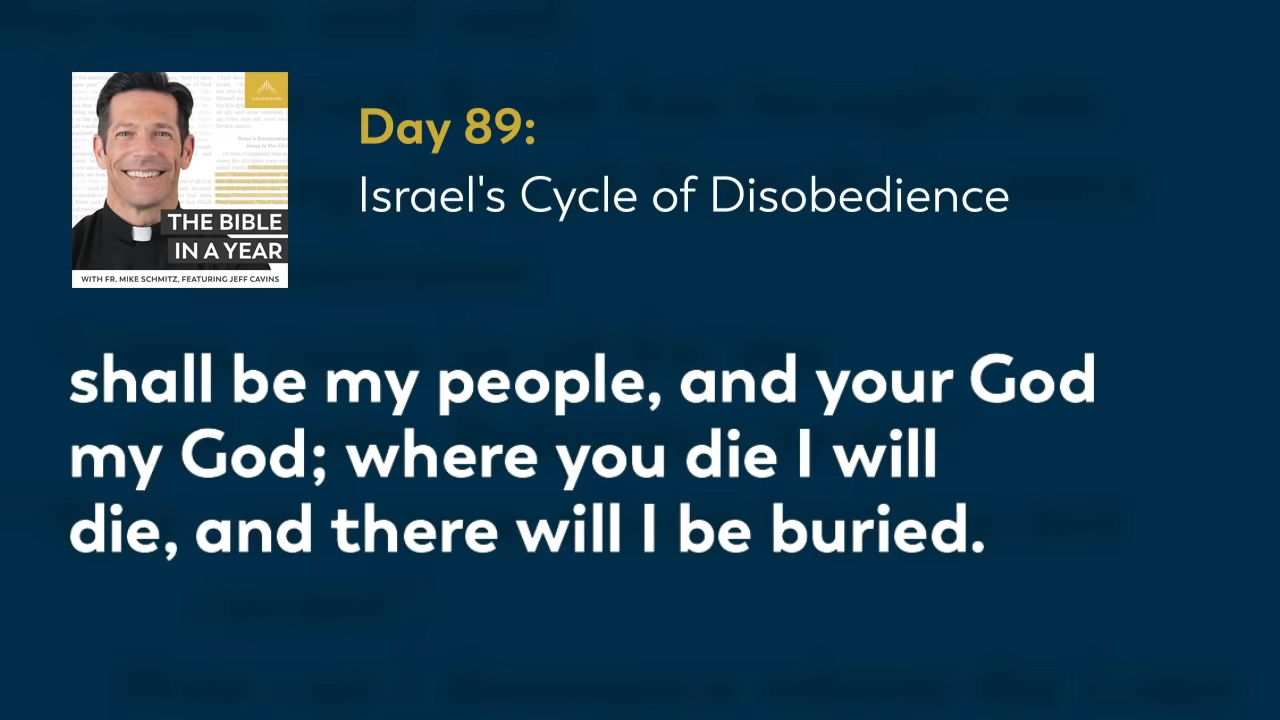 Day 89:
Israel's Cycle of Disobedience
ASCENSION
THE BIBLE
IN A YEAR
WITH FR. MIKE SCHMITZ, FEATURING JEFF CAVINS
shall be my people, and your God
my God; where you die I will
die, and there will I be buried.